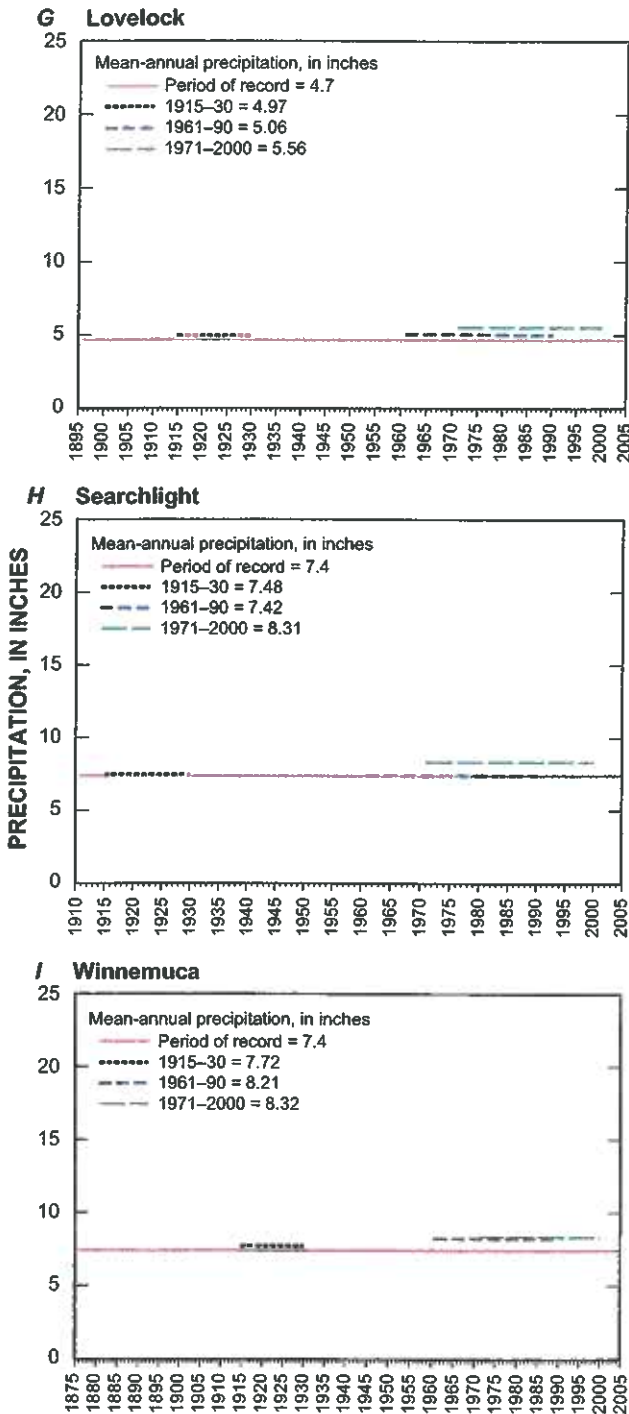 G Lovelock
25
Mean-annual precipitation, in inches
Period of record = 4.7
1915–30 = 4.97
1961–90 = 5.06
1971–2000 = 5.56
20
15
10
5
0
1895 1900 1905 1910 1915 1920 1925 1930 1935 1940 1945 1950 1955 1960 1965 1970 1975 1980 1985 1990 1995 2000 2005
PRECIPITATION, IN INCHES
H Searchlight
25
Mean-annual precipitation, in inches
Period of record = 7.4
1915–30 = 7.48
1961–90 = 7.42
1971–2000 = 8.31
20
15
10
5
0
1910 1915 1920 1925 1930 1935 1940 1945 1950 1955 1960 1965 1970 1975 1980 1985 1990 1995 2000 2005
I Winnemuca
25
Mean-annual precipitation, in inches
Period of record = 7.4
1915–30 = 7.72
1961–90 = 8.21
1971–2000 = 8.32
20
15
10
5
0
1875 1880 1885 1890 1895 1900 1905 1910 1915 1920 1925 1930 1935 1940 1945 1950 1955 1960 1965 1970 1975 1980 1985 1990 1995 2000 2005